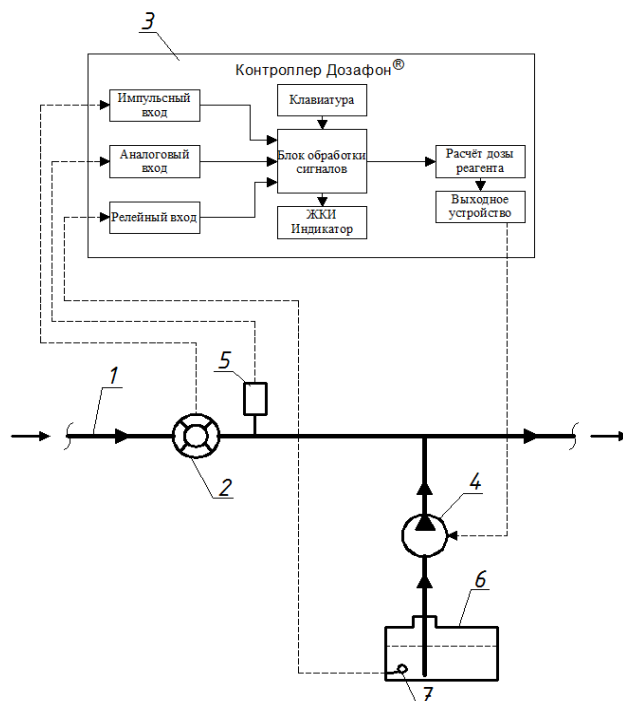 3
Контроллер Дозафон®
Импульсный
вход
Клавиатура
Аналоговый
вход
Блок обработки
сигналов
Расчёт дозы
реагента
Релейный вход
ЖКИ
Индикатор
Выходное
устройство
1
5
2
4
6
7